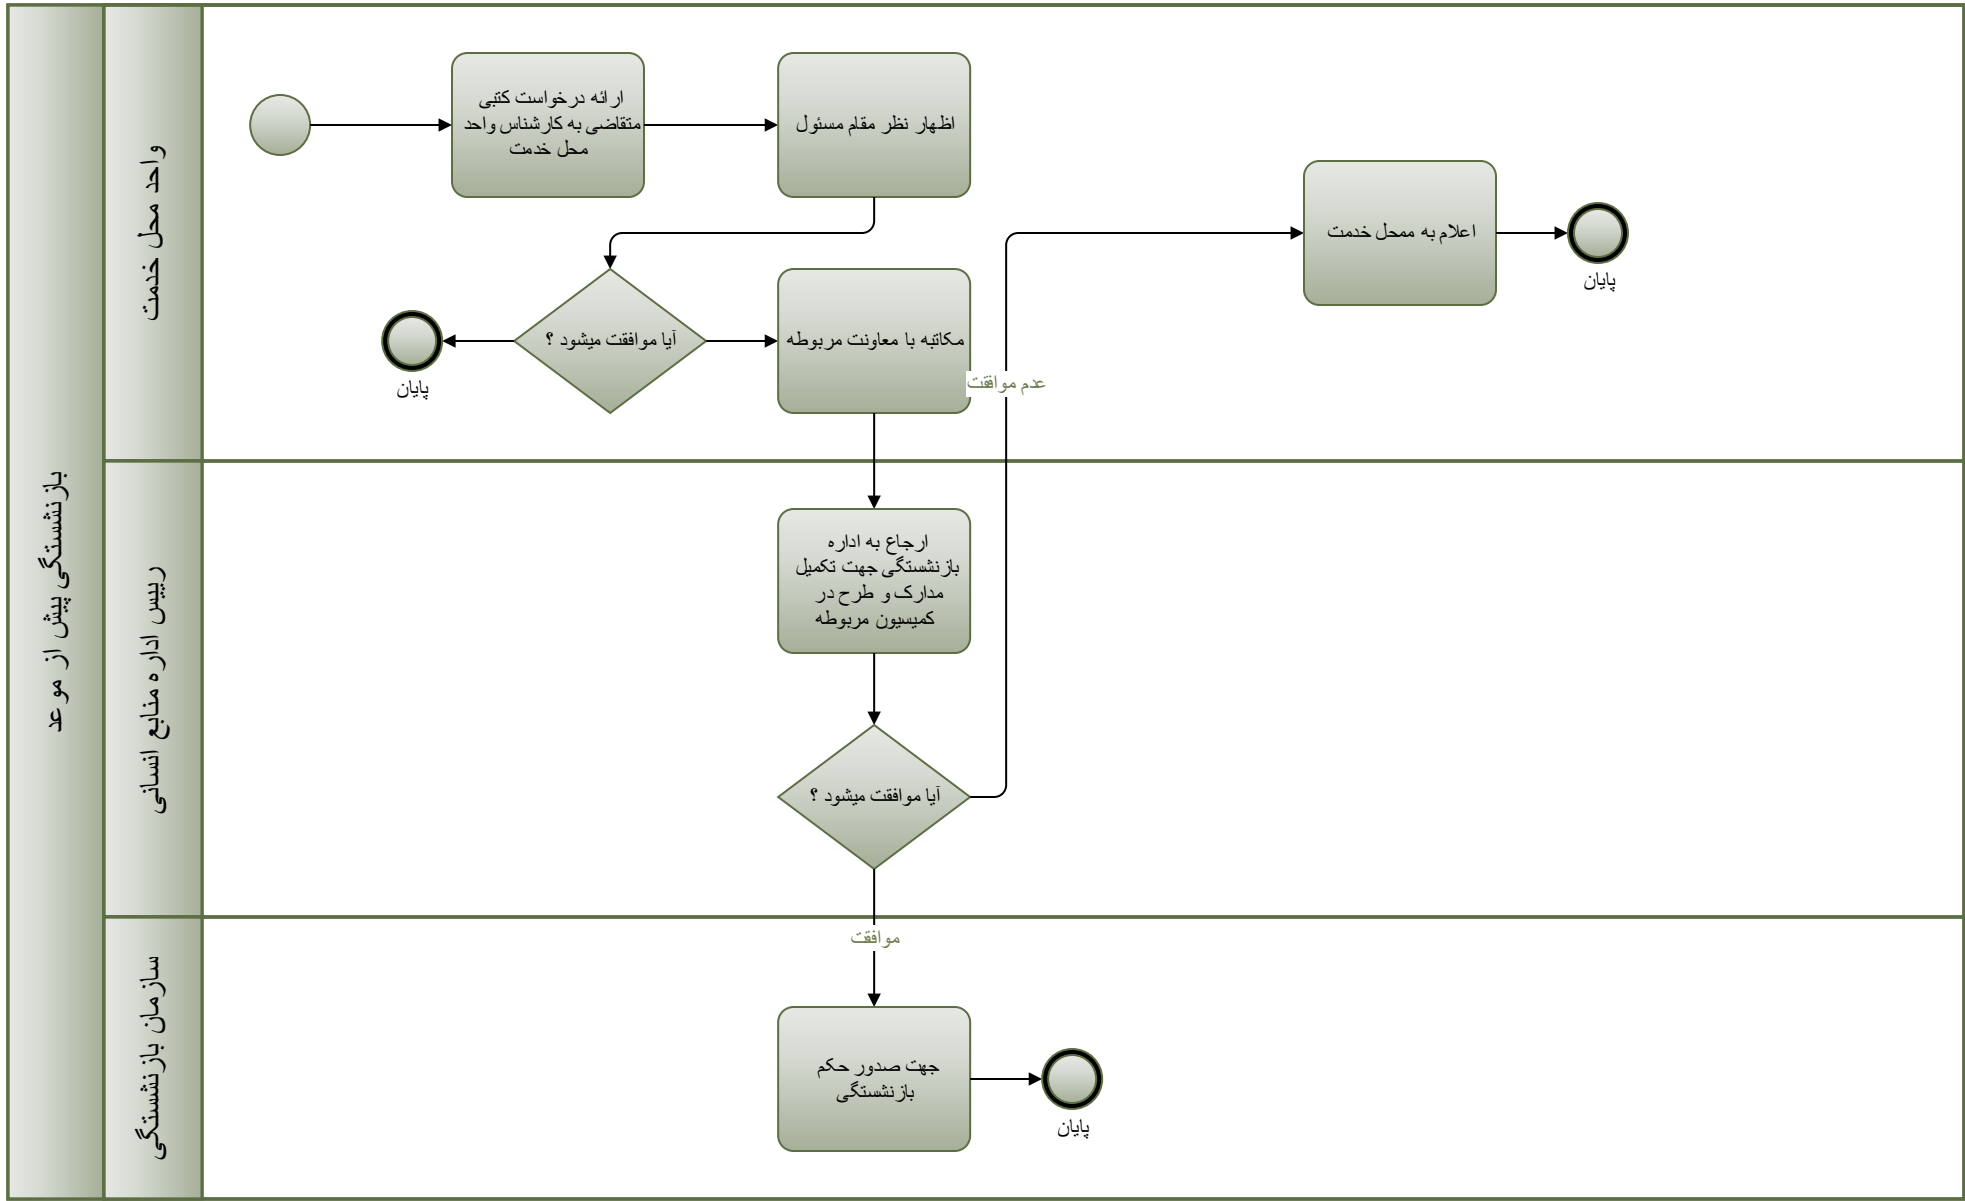 بازنشستگی پیش از موعد
واحد محل خدمت
ارائه درخواست کتبی
متقاضی به کارشناس واحد
محل خدمت
اظهار نظر مقام مسئول
آیا موافقت میشود ؟
پایان
مکاتبه با معاونت مربوطه
عدم موافقت
اعلام به ممحل خدمت
پایان
رییس اداره منابع انسانی
ارجاع به اداره
بازنشستگی جهت تکمیل
مدارک و طرح در
کمیسیون مربوطه
آیا موافقت میشود ؟
موافقت
سازمان بازنشستگی
جهت صدور حکم
بازنشستگی
پایان